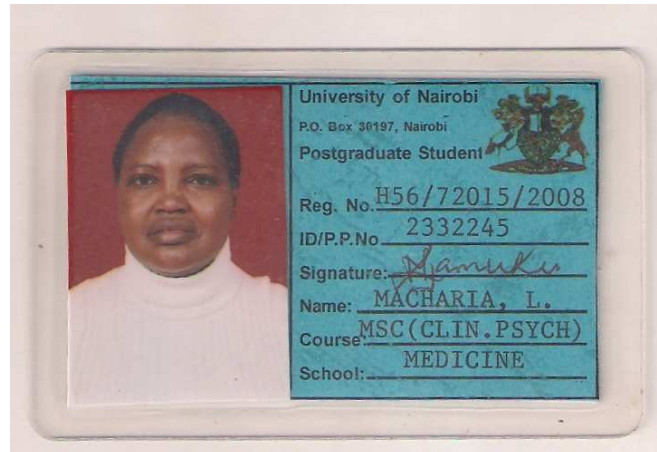 University of Nairobi
P.O. Box 30197, Nairobi
Postgraduate Student
Reg. No. H56/72015/2008
ID/P.P.No. 2332245
Signature:
Name: MACHARIA, L.
Course: MSC(CLIN.PSYCH)
School: MEDICINE